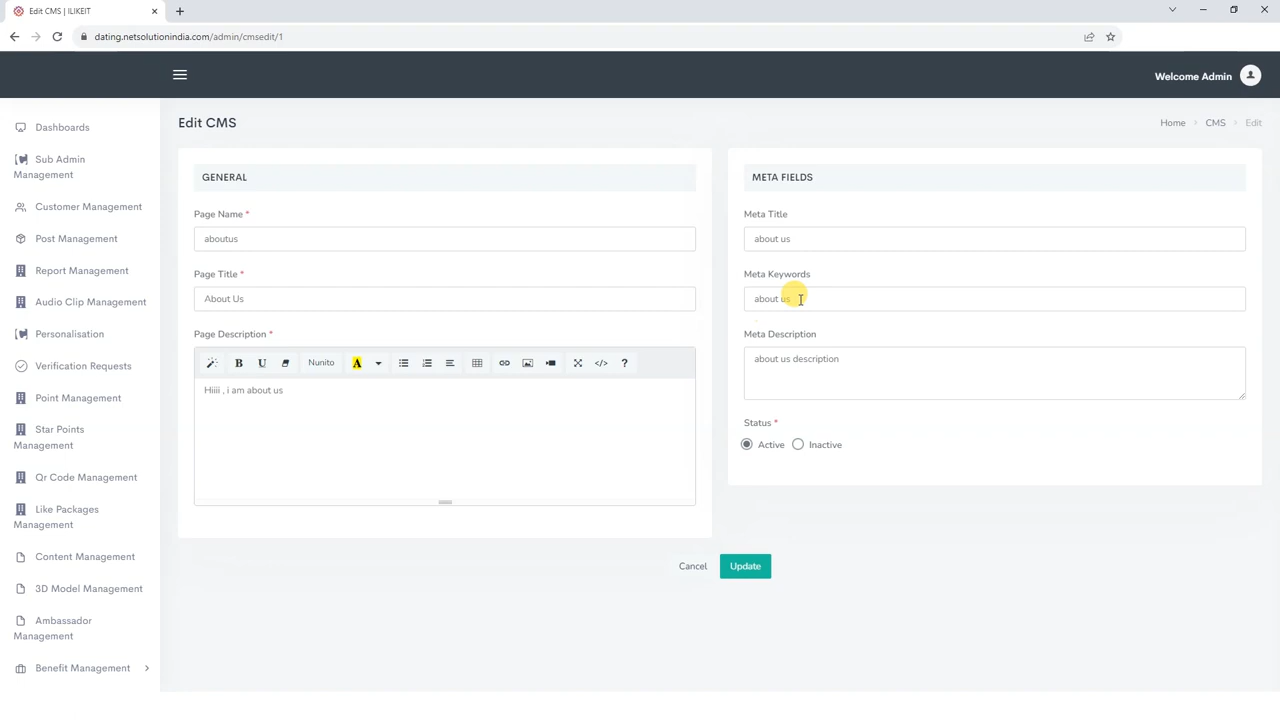 Edit CMS | ILIKEIT
dating.netsolutionindia.com/admin/cmsedit/1
Welcome Admin
Dashboards
Sub Admin
Management
Customer Management
Post Management
Report Management
Audio Clip Management
Personalisation
Verification Requests
Point Management
Star Points
Management
Qr Code Management
Like Packages
Management
Content Management
3D Model Management
Ambassador
Management
Benefit Management
Edit CMS
Home > CMS > Edit
GENERAL
Page Name *
aboutus
Page Title *
About Us
Page Description *
B U Nunito A </> ?
Hiiii , i am about us
META FIELDS
Meta Title
about us
Meta Keywords
about us
Meta Description
about us description
Status *
Active Inactive
Cancel Update